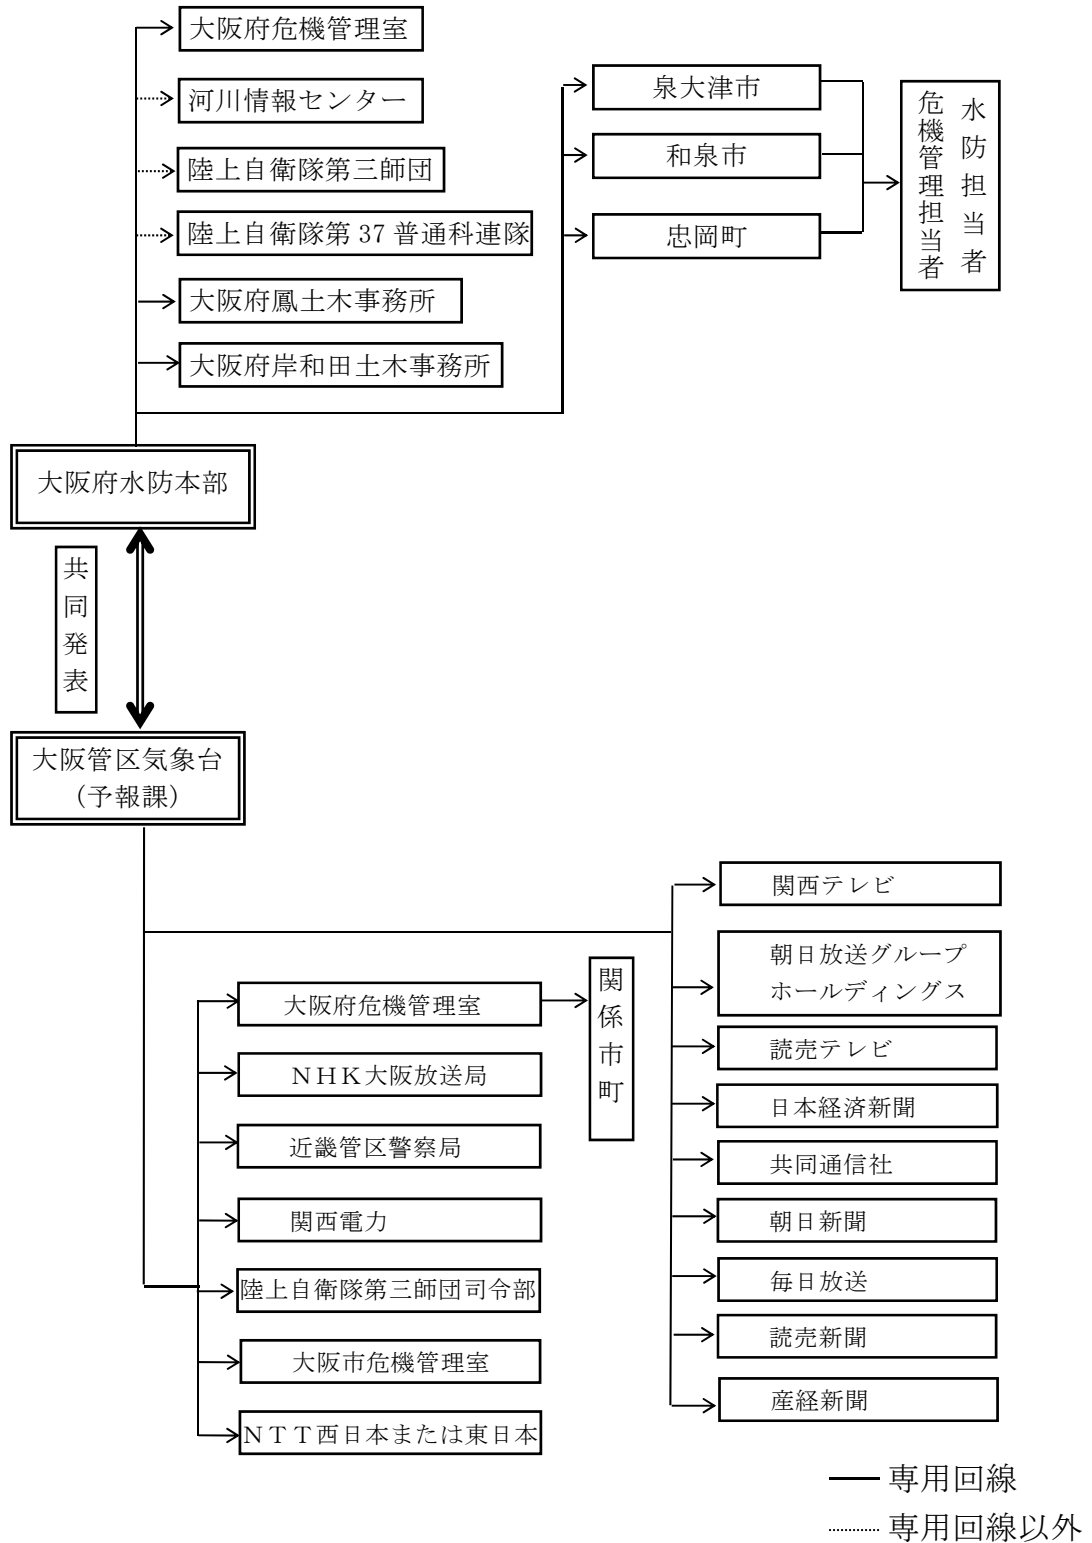 大阪府危機管理室
河川情報センター
陸上自衛隊第三師団
陸上自衛隊第 37 普通科連隊
大阪府鳳土木事務所
大阪府岸和田土木事務所
泉大津市
和泉市
忠岡町
水防担当者
危機管理担当者
大阪府水防本部
共同発表
大阪管区気象台
(予報課)
大阪府危機管理室
NHK大阪放送局
近畿管区警察局
関西電力
陸上自衛隊第三師団司令部
大阪市危機管理室
NTT西日本または東日本
関係市町
関西テレビ
朝日放送グループ
ホールディングス
読売テレビ
日本経済新聞
共同通信社
朝日新聞
毎日放送
読売新聞
産経新聞
専用回線
専用回線以外